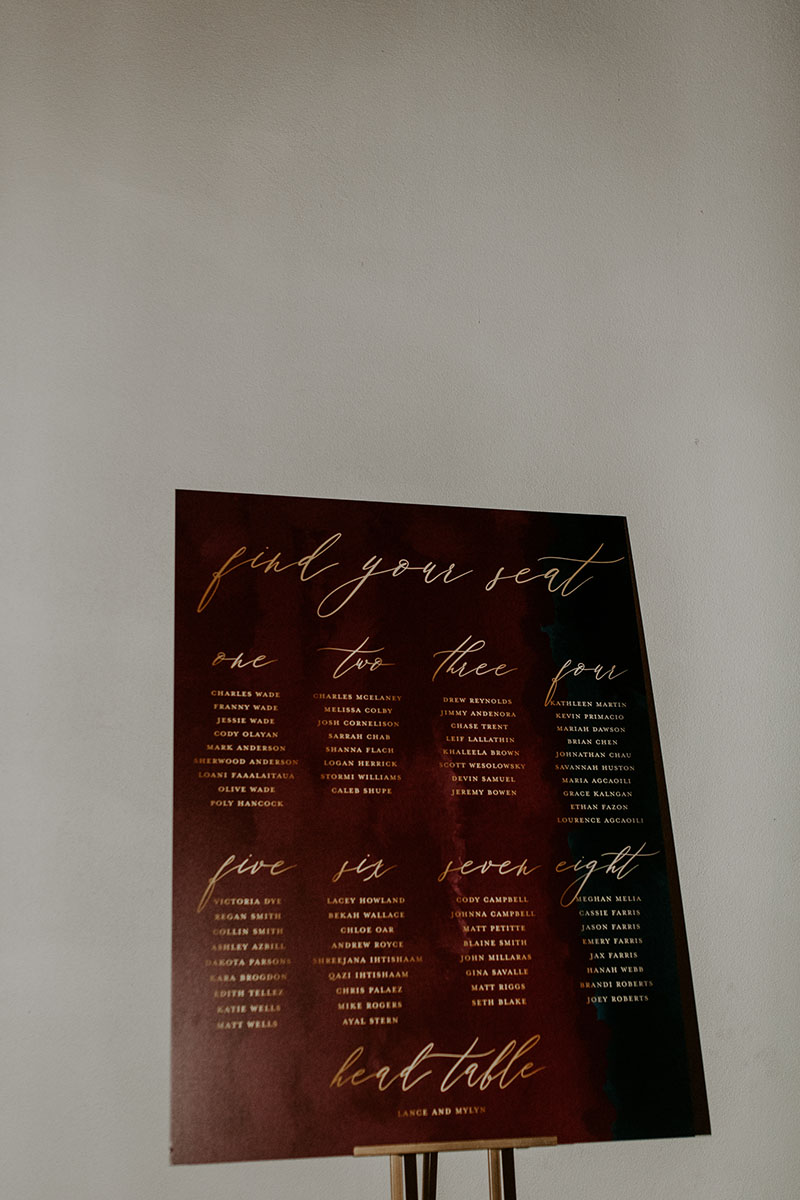 find your seat
one
CHARLES WADE
FRANNY WADE
JESSIE WADE
CODY OLAYAN
MARK ANDERSON
SHERWOOD ANDERSON
LOANI FAAALAITAUA
OLIVE WADE
POLY HANCOCK
two
CHARLES MCELANEY
MELISSA COLBY
JOSH CORNELISON
SARRAH CHAB
SHANNA FLACH
LOGAN HERRICK
STORMI WILLIAMS
CALEB SHUPE
three
DREW REYNOLDS
JIMMY ANDENORA
CHASE TRENT
LEIF LALLATHIN
KHALEELA BROWN
SCOTT WESOLOWSKY
DEVIN SAMUEL
JEREMY BOWEN
four
KATHLEEN MARTIN
KEVIN PRIMACIO
MARIAH DAWSON
BRIAN CHEN
JOHNATHAN CHAU
SAVANNAH HUSTON
MARIA AGCAOILI
GRACE KALNGAN
ETHAN FAZON
LOURENCE AGCAOILI
five
VICTORIA DYE
REGAN SMITH
COLLIN SMITH
ASHLEY AZBILL
DAKOTA PARSONS
KARA BROGDON
EDITH TELLEZ
KATIE WELLS
MATT WELLS
six
LACEY HOWLAND
BEKAH WALLACE
CHLOE OAR
ANDREW ROYCE
SHREEJANA IHTISHAAM
QAZI IHTISHAAM
CHRIS PALAEZ
MIKE ROGERS
AYAL STERN
seven
CODY CAMPBELL
JOHNNA CAMPBELL
MATT PETITTE
BLAINE SMITH
JOHN MILLARAS
GINA SAVALLE
MATT RIGGS
SETH BLAKE
eight
MEGHAN MELIA
CASSIE FARRIS
JASON FARRIS
EMERY FARRIS
JAX FARRIS
HANAH WEBB
BRANDI ROBERTS
JOEY ROBERTS
head table
LANCE AND MYLYN